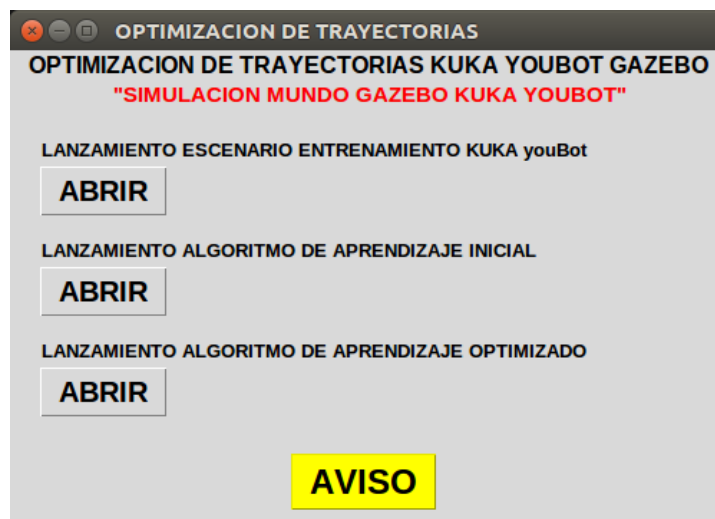 OPTIMIZACION DE TRAYECTORIAS
OPTIMIZACION DE TRAYECTORIAS KUKA YOUBOT GAZEBO
"SIMULACION MUNDO GAZEBO KUKA YOUBOT"
LANZAMIENTO ESCENARIO ENTRENAMIENTO KUKA youBot
ABRIR
LANZAMIENTO ALGORITMO DE APRENDIZAJE INICIAL
ABRIR
LANZAMIENTO ALGORITMO DE APRENDIZAJE OPTIMIZADO
ABRIR
AVISO